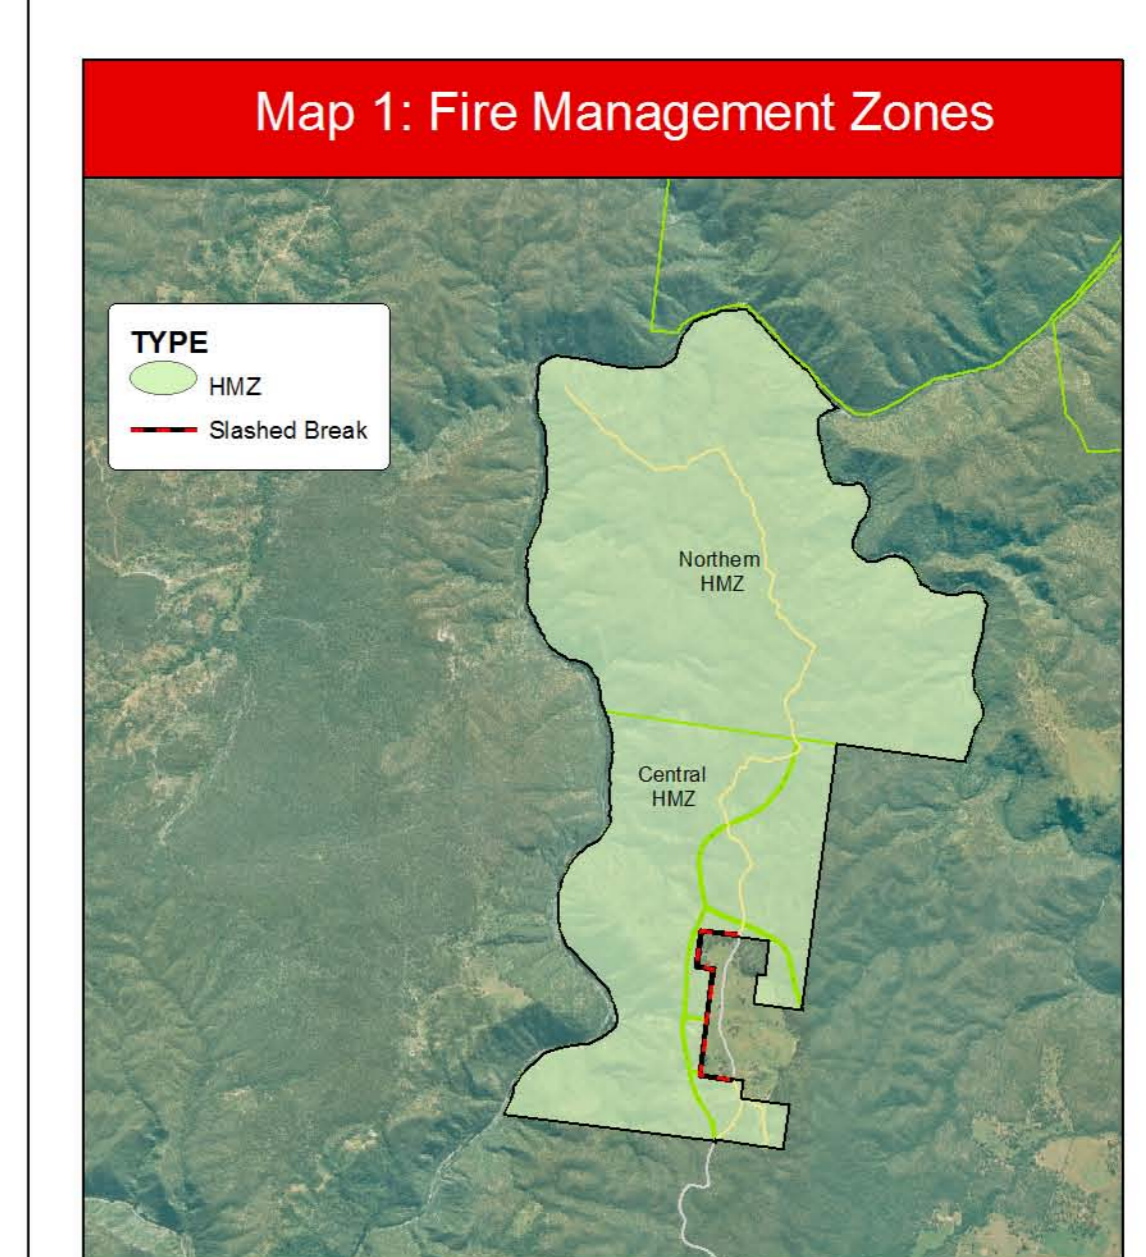 Map 1: Fire Management Zones
TYPE
HMZ
Slashed Break
Northern
HMZ
Central
HMZ